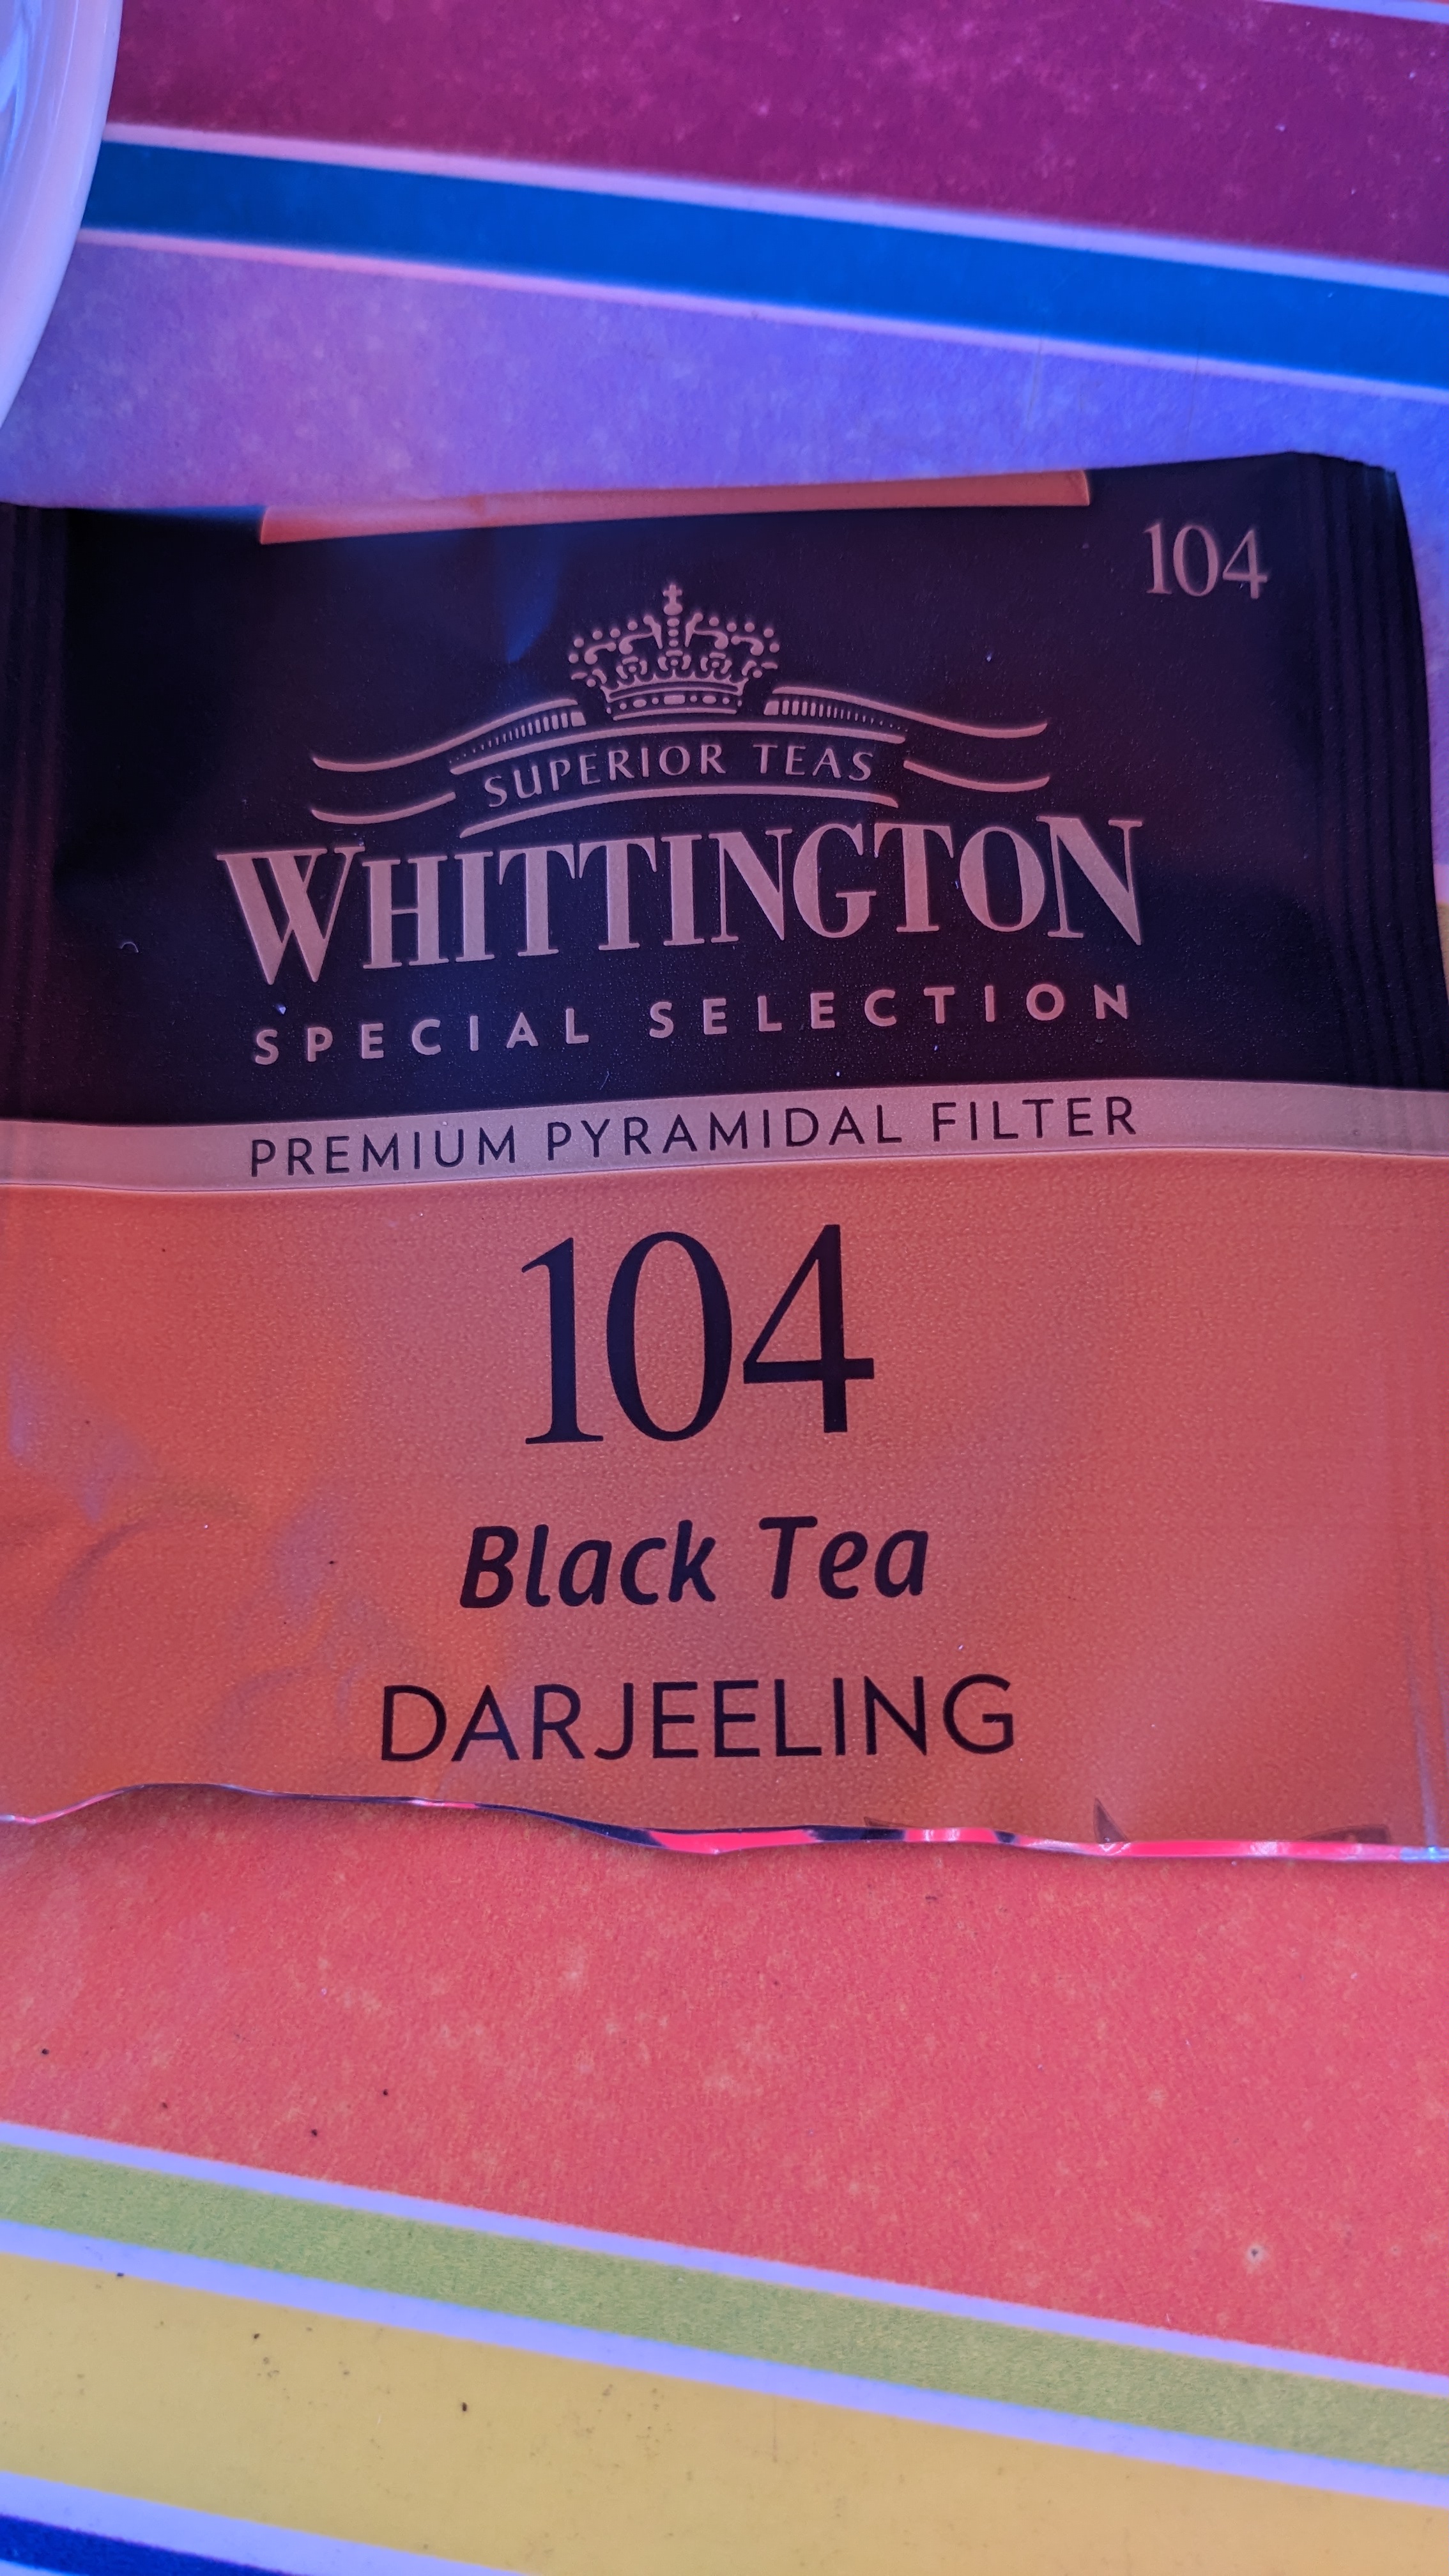 104
SUPERIOR TEAS
WHITTINGTON
SPECIAL SELECTION
PREMIUM PYRAMIDAL FILTER
104
Black Tea
DARJEELING